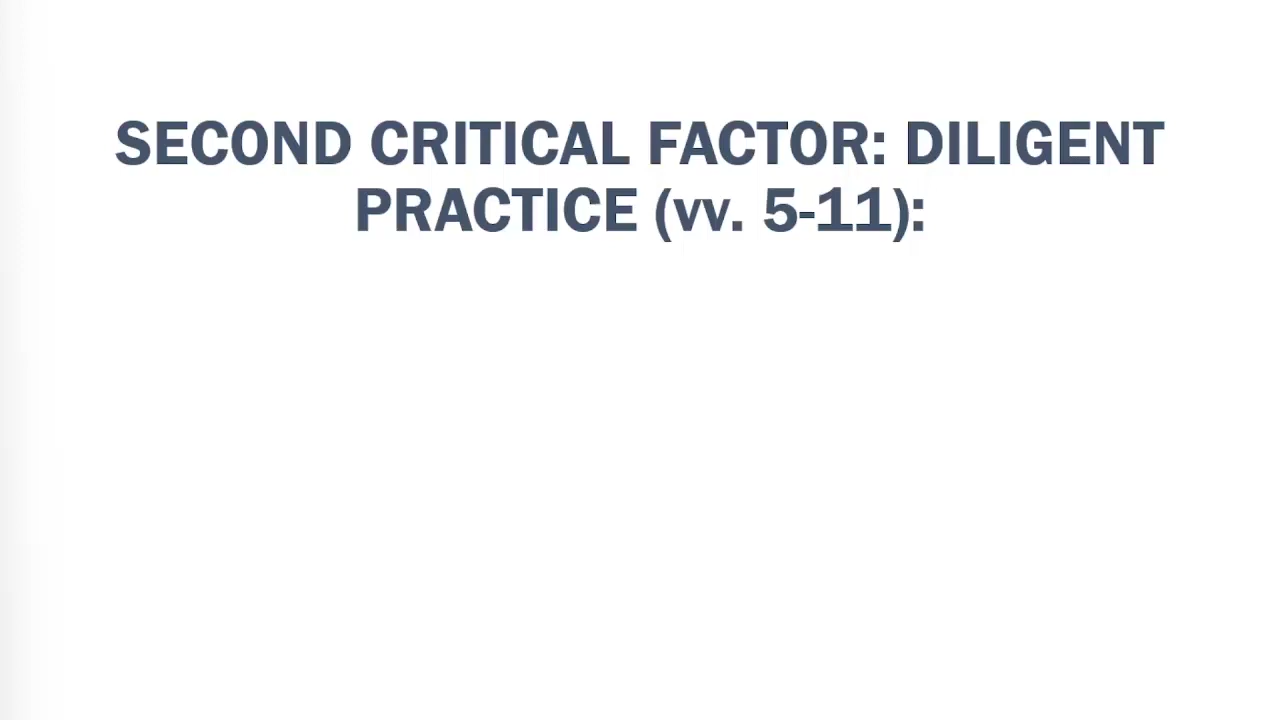 SECOND CRITICAL FACTOR: DILIGENT
PRACTICE (vv. 5-11):